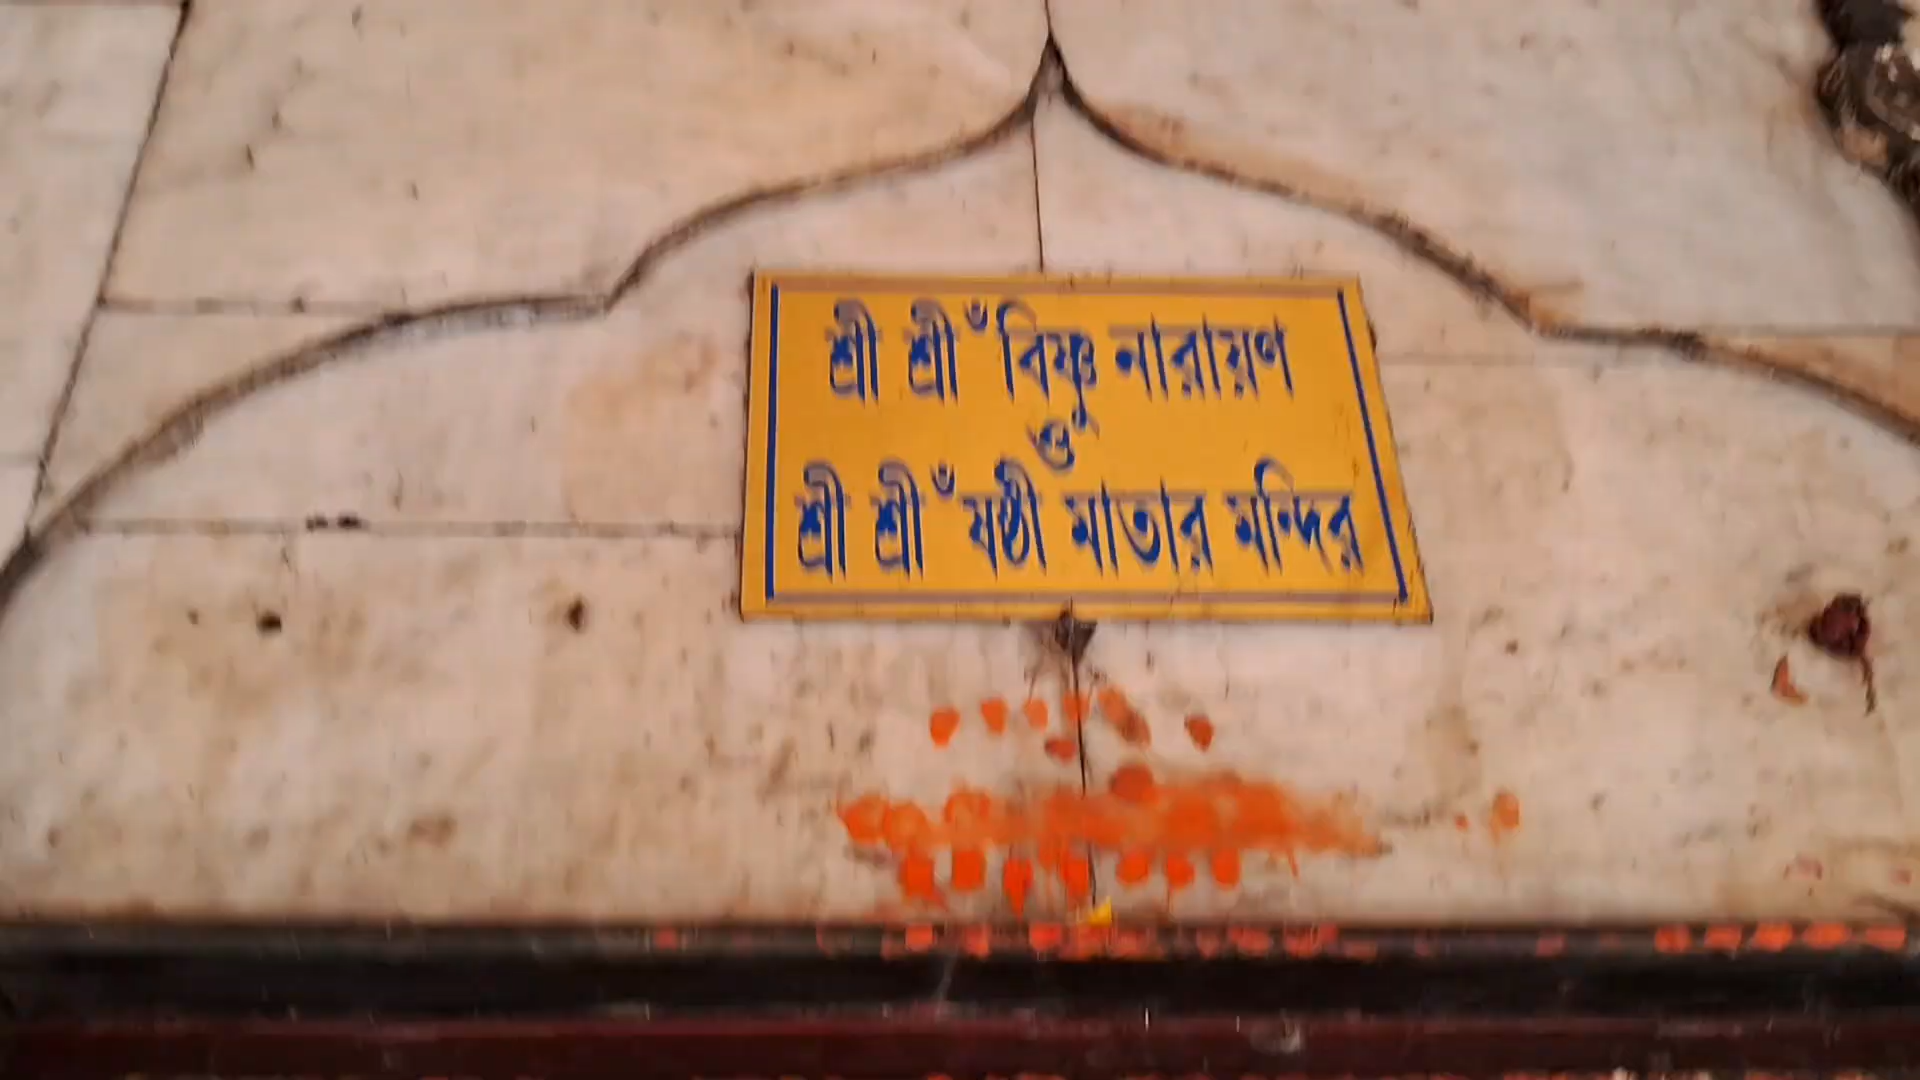 শ্রী শ্রী ঁবিষ্ণু নারায়ণ
ও
শ্রী শ্রী ঁষষ্ঠী মাতার মন্দির